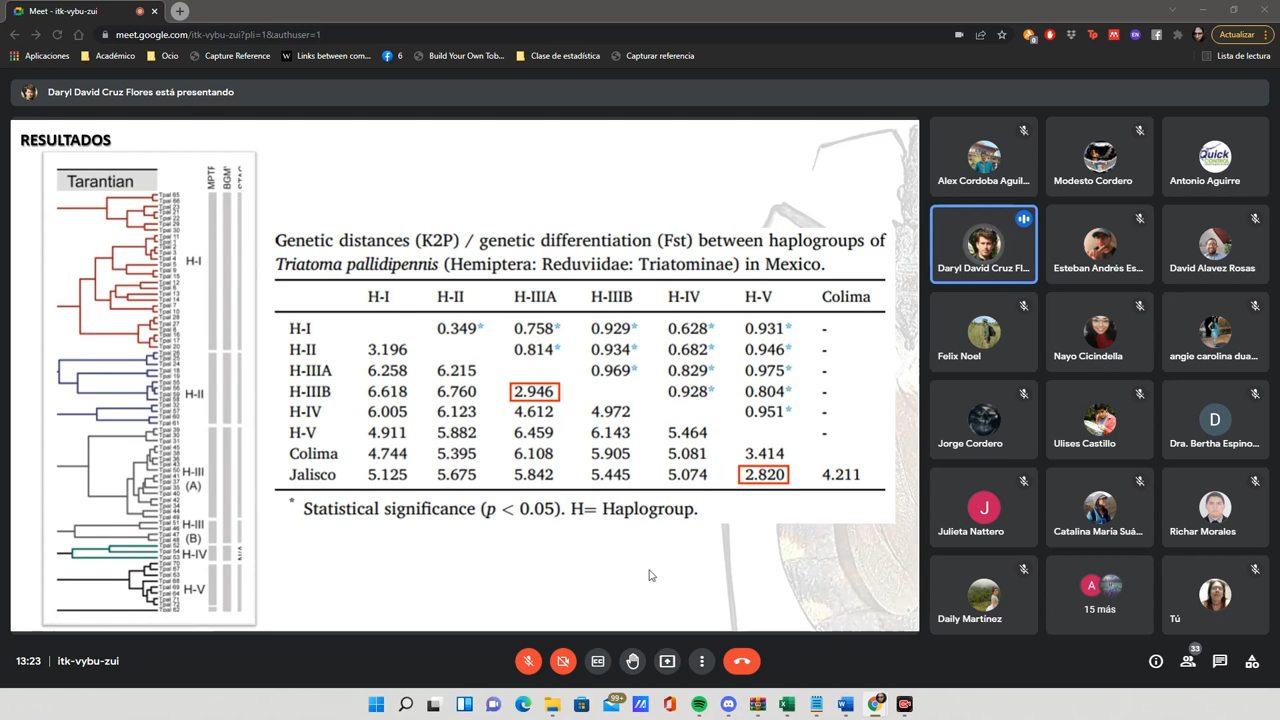 Meet - itk-vybu-zui
meet.google.com/itk-vybu-zui?pli=1&authuser=1
Actualizar
Aplicaciones
Académico
Ocio
Capture Reference
Links between com...
6
Build Your Own Tob...
Clase de estadística
Capturar referencia
Lista de lectura
Daryl David Cruz Flores está presentando
RESULTADOS
Tarantian
H-I
H-II
H-III
(A)
H-III
(B)
H-IV
H-V
Genetic distances (K2P) / genetic differentiation (Fst) between haplogroups of
Triatoma pallidipennis (Hemiptera: Reduviidae: Triatominae) in Mexico.
H-I H-II H-IIIA H-IIIB H-IV H-V Colima
H-I 0.349* 0.758* 0.929* 0.628* 0.931* -
H-II 3.196 0.814* 0.934* 0.682* 0.946* -
H-IIIA 6.258 6.215 0.969* 0.829* 0.975* -
H-IIIB 6.618 6.760 2.946 0.928* 0.804* -
H-IV 6.005 6.123 4.612 4.972 0.951* -
H-V 4.911 5.882 6.459 6.143 5.464 -
Colima 4.744 5.395 6.108 5.905 5.081 3.414
Jalisco 5.125 5.675 5.842 5.445 5.074 2.820 4.211
* Statistical significance (p < 0.05). H= Haplogroup.
Alex Cordoba Aguil...
Modesto Cordero
Quick
CONTROL
Antonio Aguirre
Daryl David Cruz Fl...
Esteban Andrés Es...
David Alavez Rosas
Felix Noel
Nayo Cicindella
angie carolina dua...
Jorge Cordero
Ulises Castillo
D
Dra. Bertha Espino...
J
Julieta Nattero
Catalina María Suá...
Richar Morales
Daily Martínez
A
15 más
Tú
13:23
itk-vybu-zui
33
99+